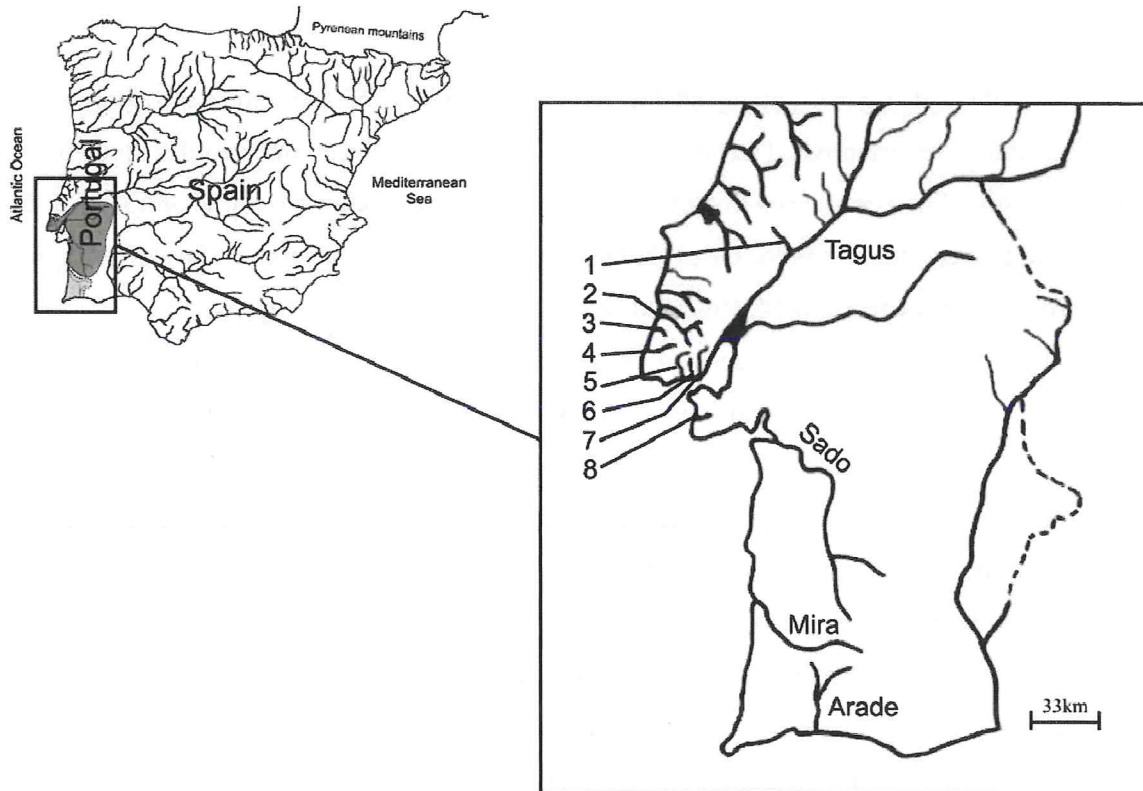 Pyrenean mountains
Atlantic Ocean
Portugal
Spain
Mediterranean
Sea
Tagus
1
2
3
4
5
6
7
8
Sado
Mira
Arade
33km